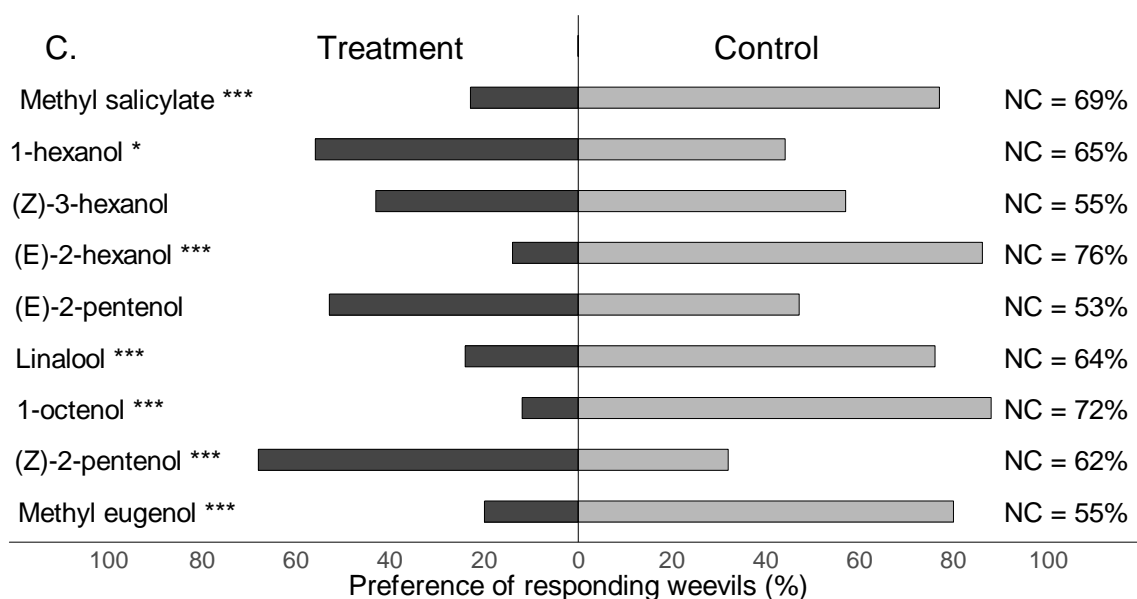 C. Treatment Control
Methyl salicylate *** NC = 69%
1-hexanol * NC = 65%
(Z)-3-hexanol NC = 55%
(E)-2-hexanol *** NC = 76%
(E)-2-pentenol NC = 53%
Linalool *** NC = 64%
1-octenol *** NC = 72%
(Z)-2-pentenol *** NC = 62%
Methyl eugenol *** NC = 55%
100 80 60 40 20 0 20 40 60 80 100
Preference of responding weevils (%)